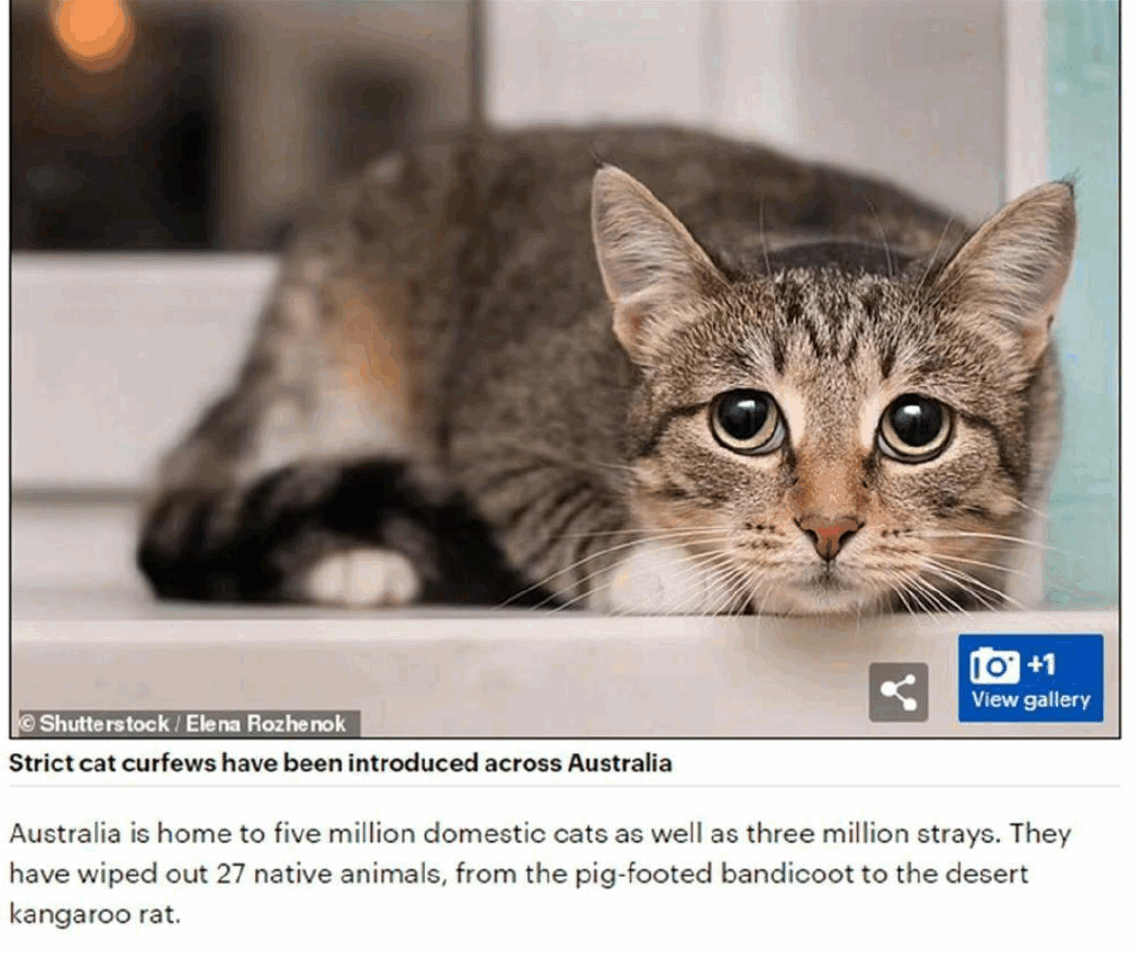 +1
View gallery
© Shutterstock / Elena Rozhenok
Strict cat curfews have been introduced across Australia
Australia is home to five million domestic cats as well as three million strays. They
have wiped out 27 native animals, from the pig-footed bandicoot to the desert
kangaroo rat.